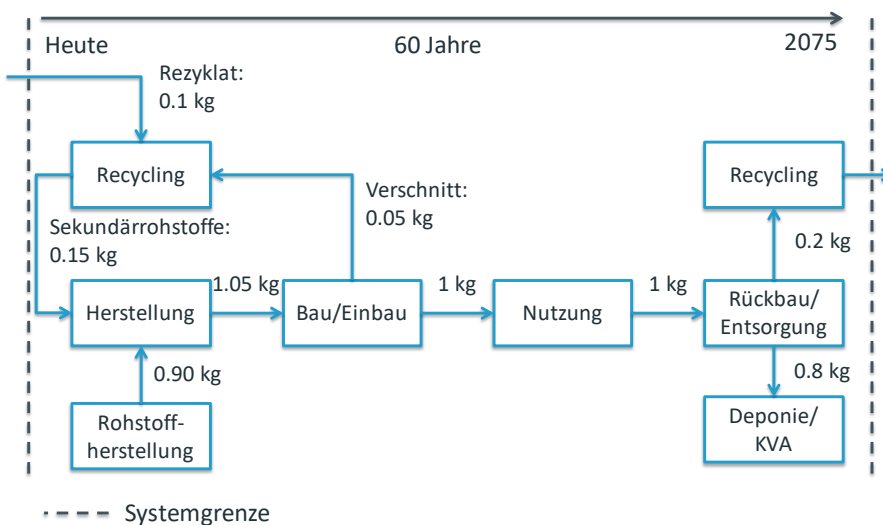 Heute
60 Jahre
2075
Rezyklat:
0.1 kg
Recycling
Verschnitt:
0.05 kg
Recycling
Sekundärrohstoffe:
0.15 kg
0.2 kg
1.05 kg
1 kg
1 kg
Herstellung
Bau/Einbau
Nutzung
Rückbau/
Entsorgung
0.90 kg
0.8 kg
Rohstoff-
herstellung
Deponie/
KVA
Systemgrenze